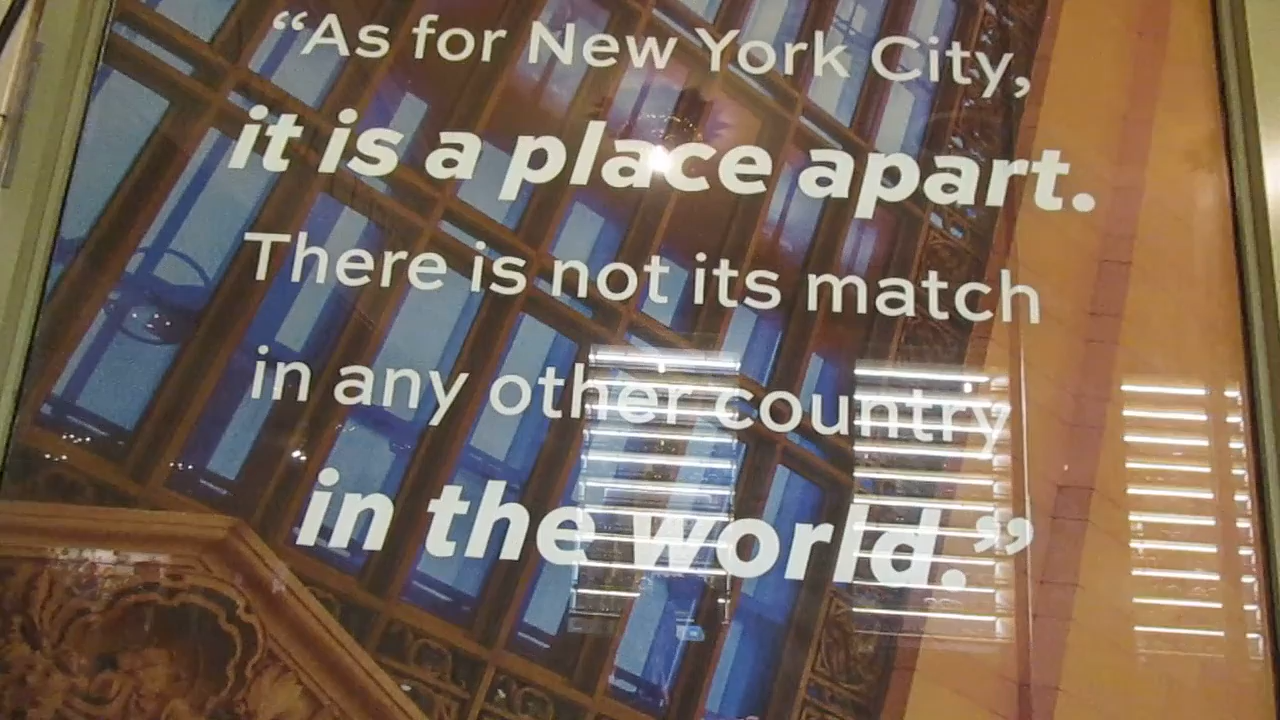 “As for New York City,
it is a place apart.
There is not its match
in any other country
in the world.”